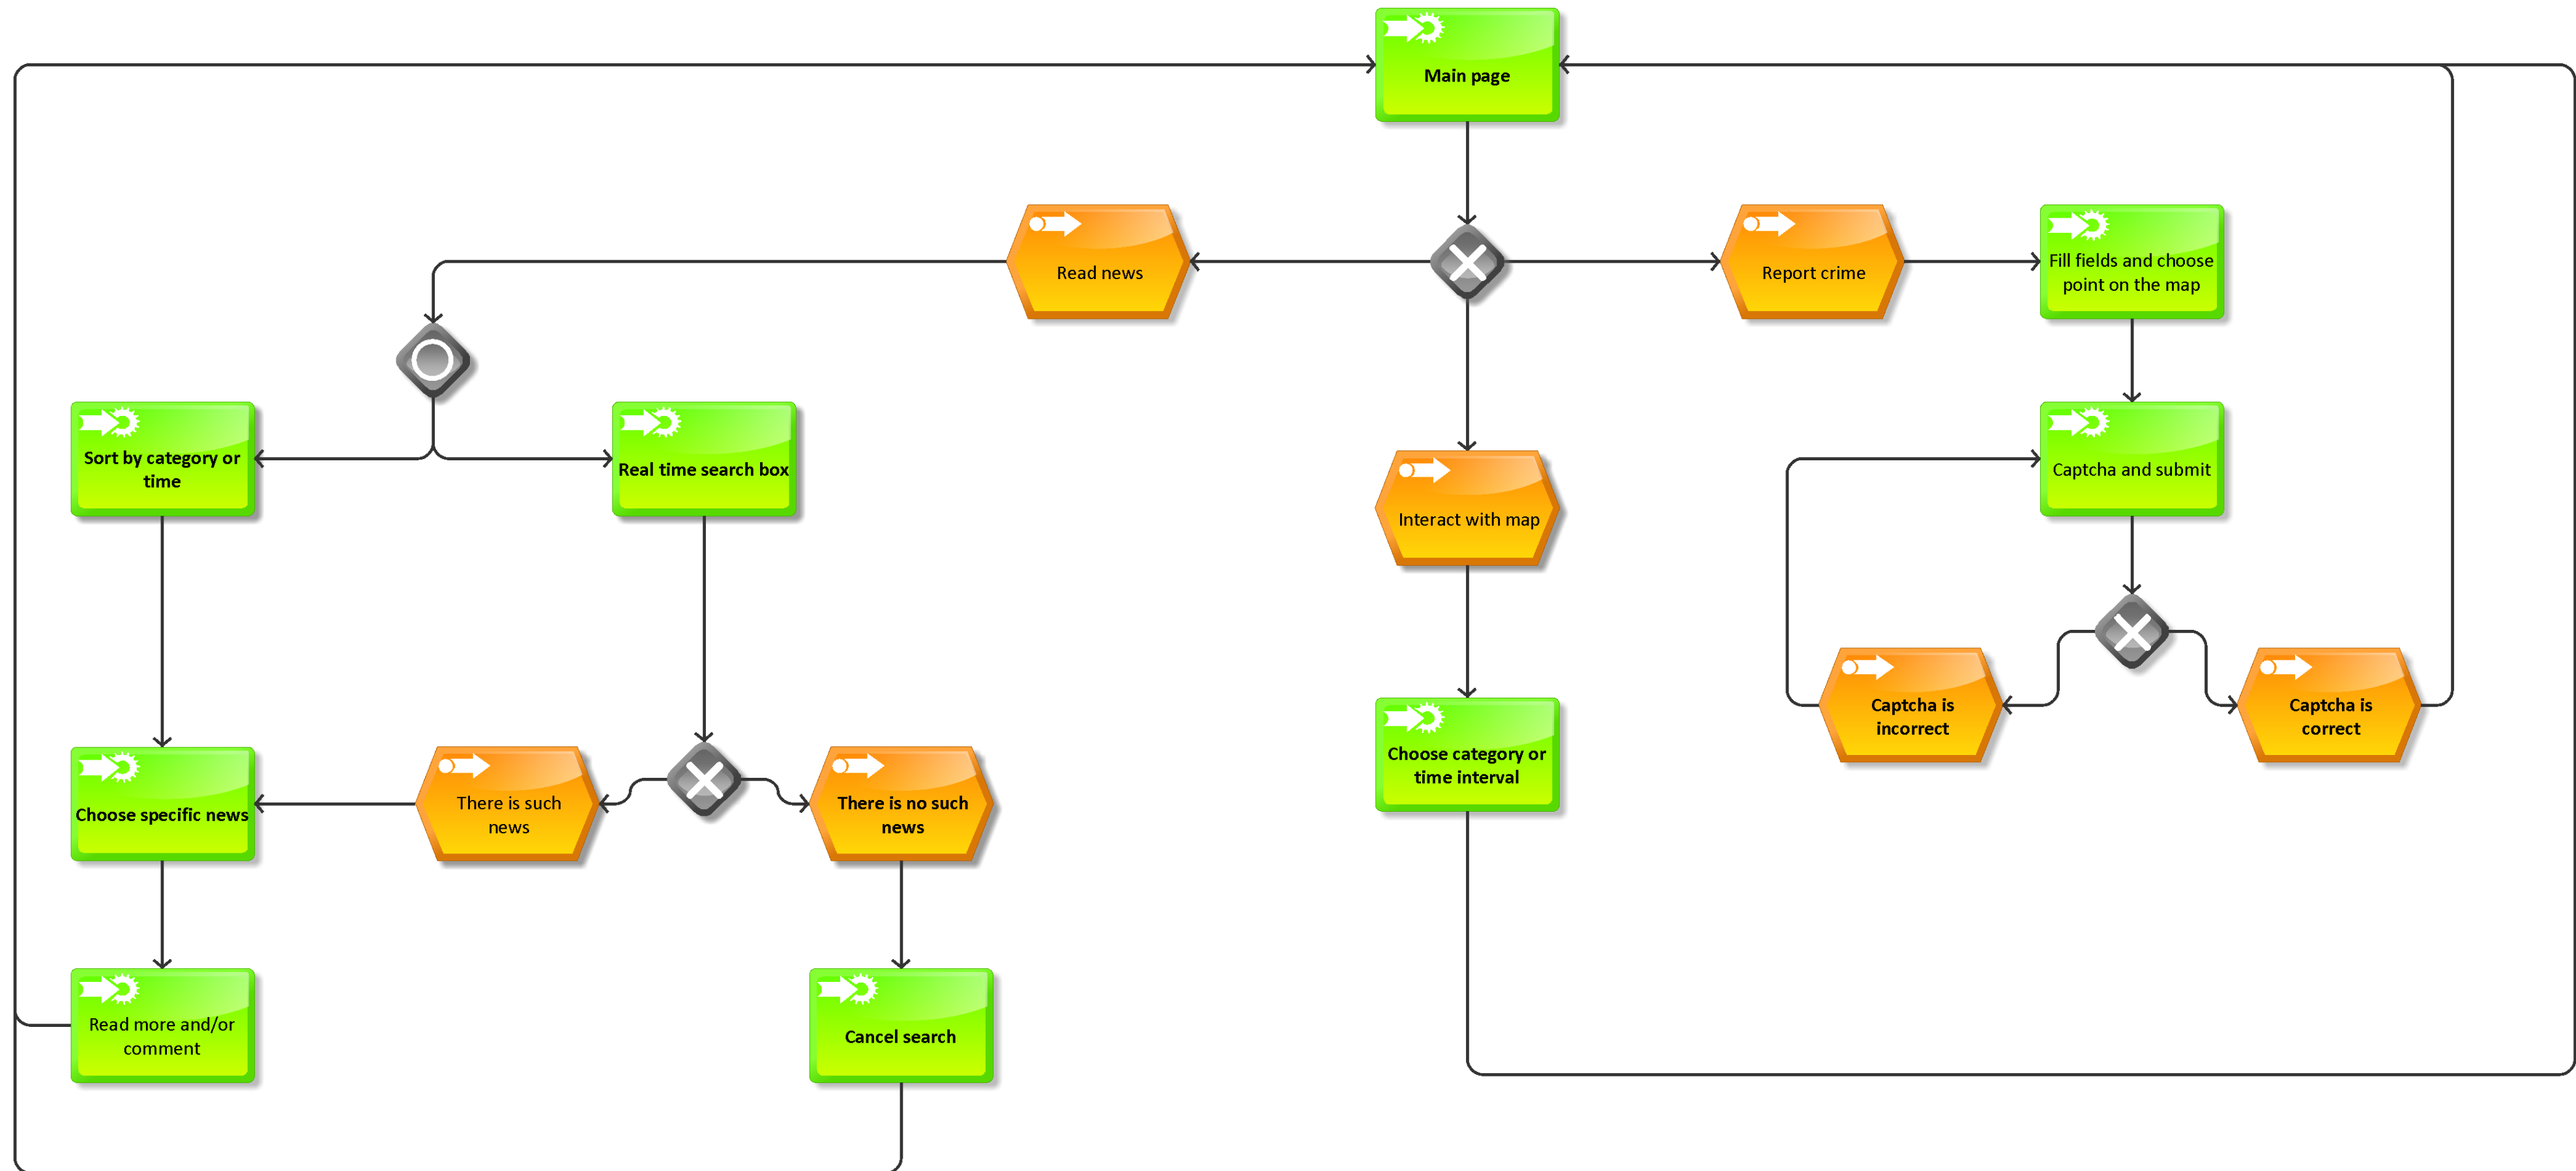 Main page
Read news
Report crime
Fill fields and choose
point on the map
Sort by category or
time
Real time search box
Interact with map
Captcha and submit
Captcha is
incorrect
Captcha is
correct
Choose category or
time interval
Choose specific news
There is such
news
There is no such
news
Read more and/or
comment
Cancel search